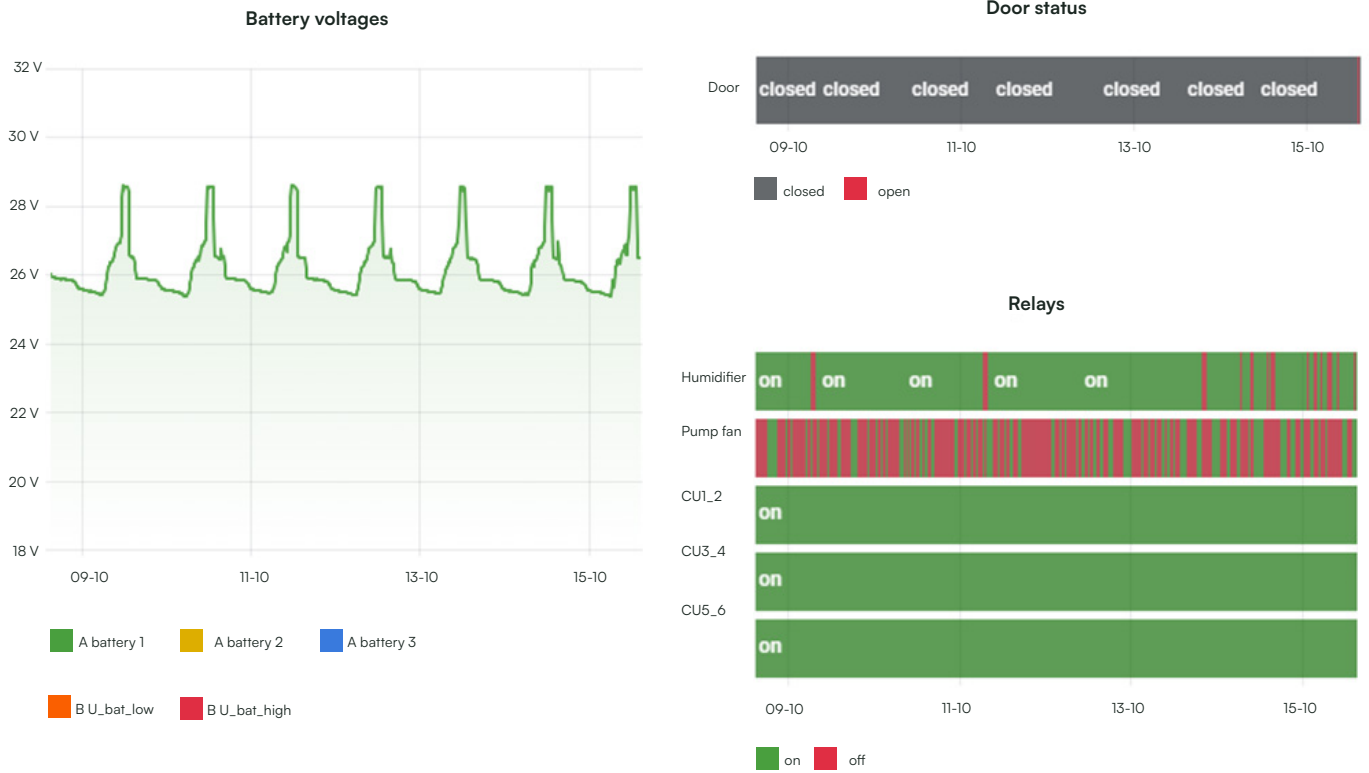 Battery voltages
32 V
30 V
28 V
26 V
24 V
22 V
20 V
18 V
09-10 11-10 13-10 15-10
A battery 1 A battery 2 A battery 3
B U_bat_low B U_bat_high
Door status
Door closed closed closed closed closed closed closed
09-10 11-10 13-10 15-10
closed open
Relays
Humidifier on on on on on
Pump fan
CU1_2
on
CU3_4
on
CU5_6
on
09-10 11-10 13-10 15-10
on off